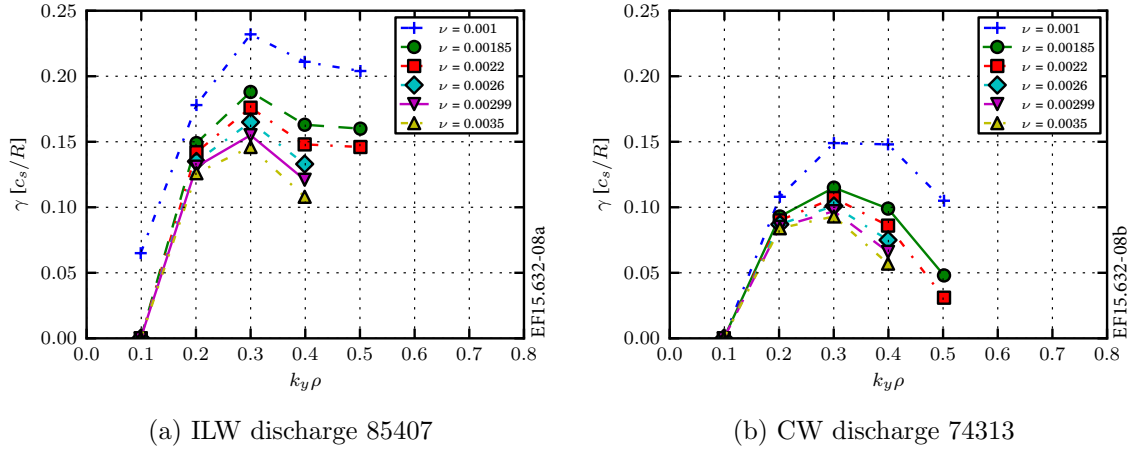 0.25
0.20
0.15
0.10
0.05
0.00
γ [c_s/R]
0.0 0.1 0.2 0.3 0.4 0.5 0.6 0.7 0.8
k_yρ
ν = 0.001
ν = 0.00185
ν = 0.0022
ν = 0.0026
ν = 0.00299
ν = 0.0035
EF15.632-08a
(a) ILW discharge 85407
0.25
0.20
0.15
0.10
0.05
0.00
γ [c_s/R]
0.0 0.1 0.2 0.3 0.4 0.5 0.6 0.7 0.8
k_yρ
ν = 0.001
ν = 0.00185
ν = 0.0022
ν = 0.0026
ν = 0.00299
ν = 0.0035
EF15.632-08b
(b) CW discharge 74313